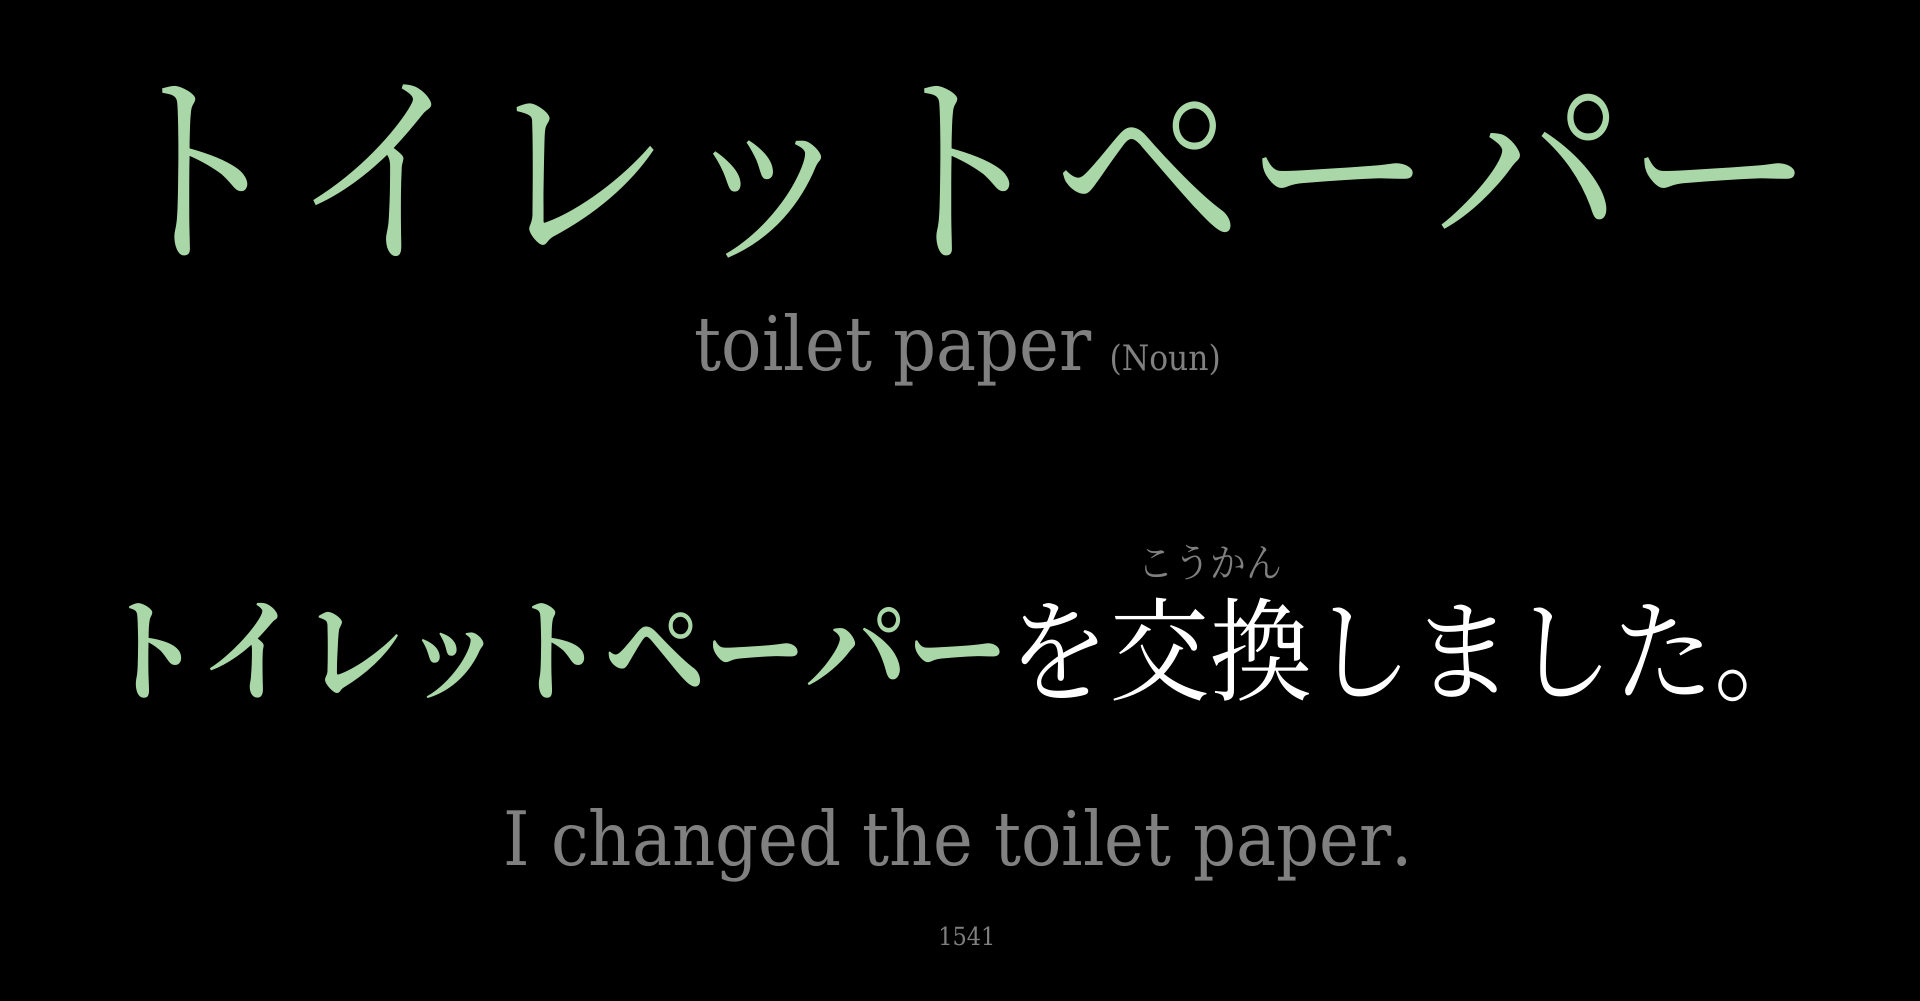 トイレットペーパー
toilet paper (Noun)
こうかん
トイレットペーパーを交換しました。
I changed the toilet paper.
1541